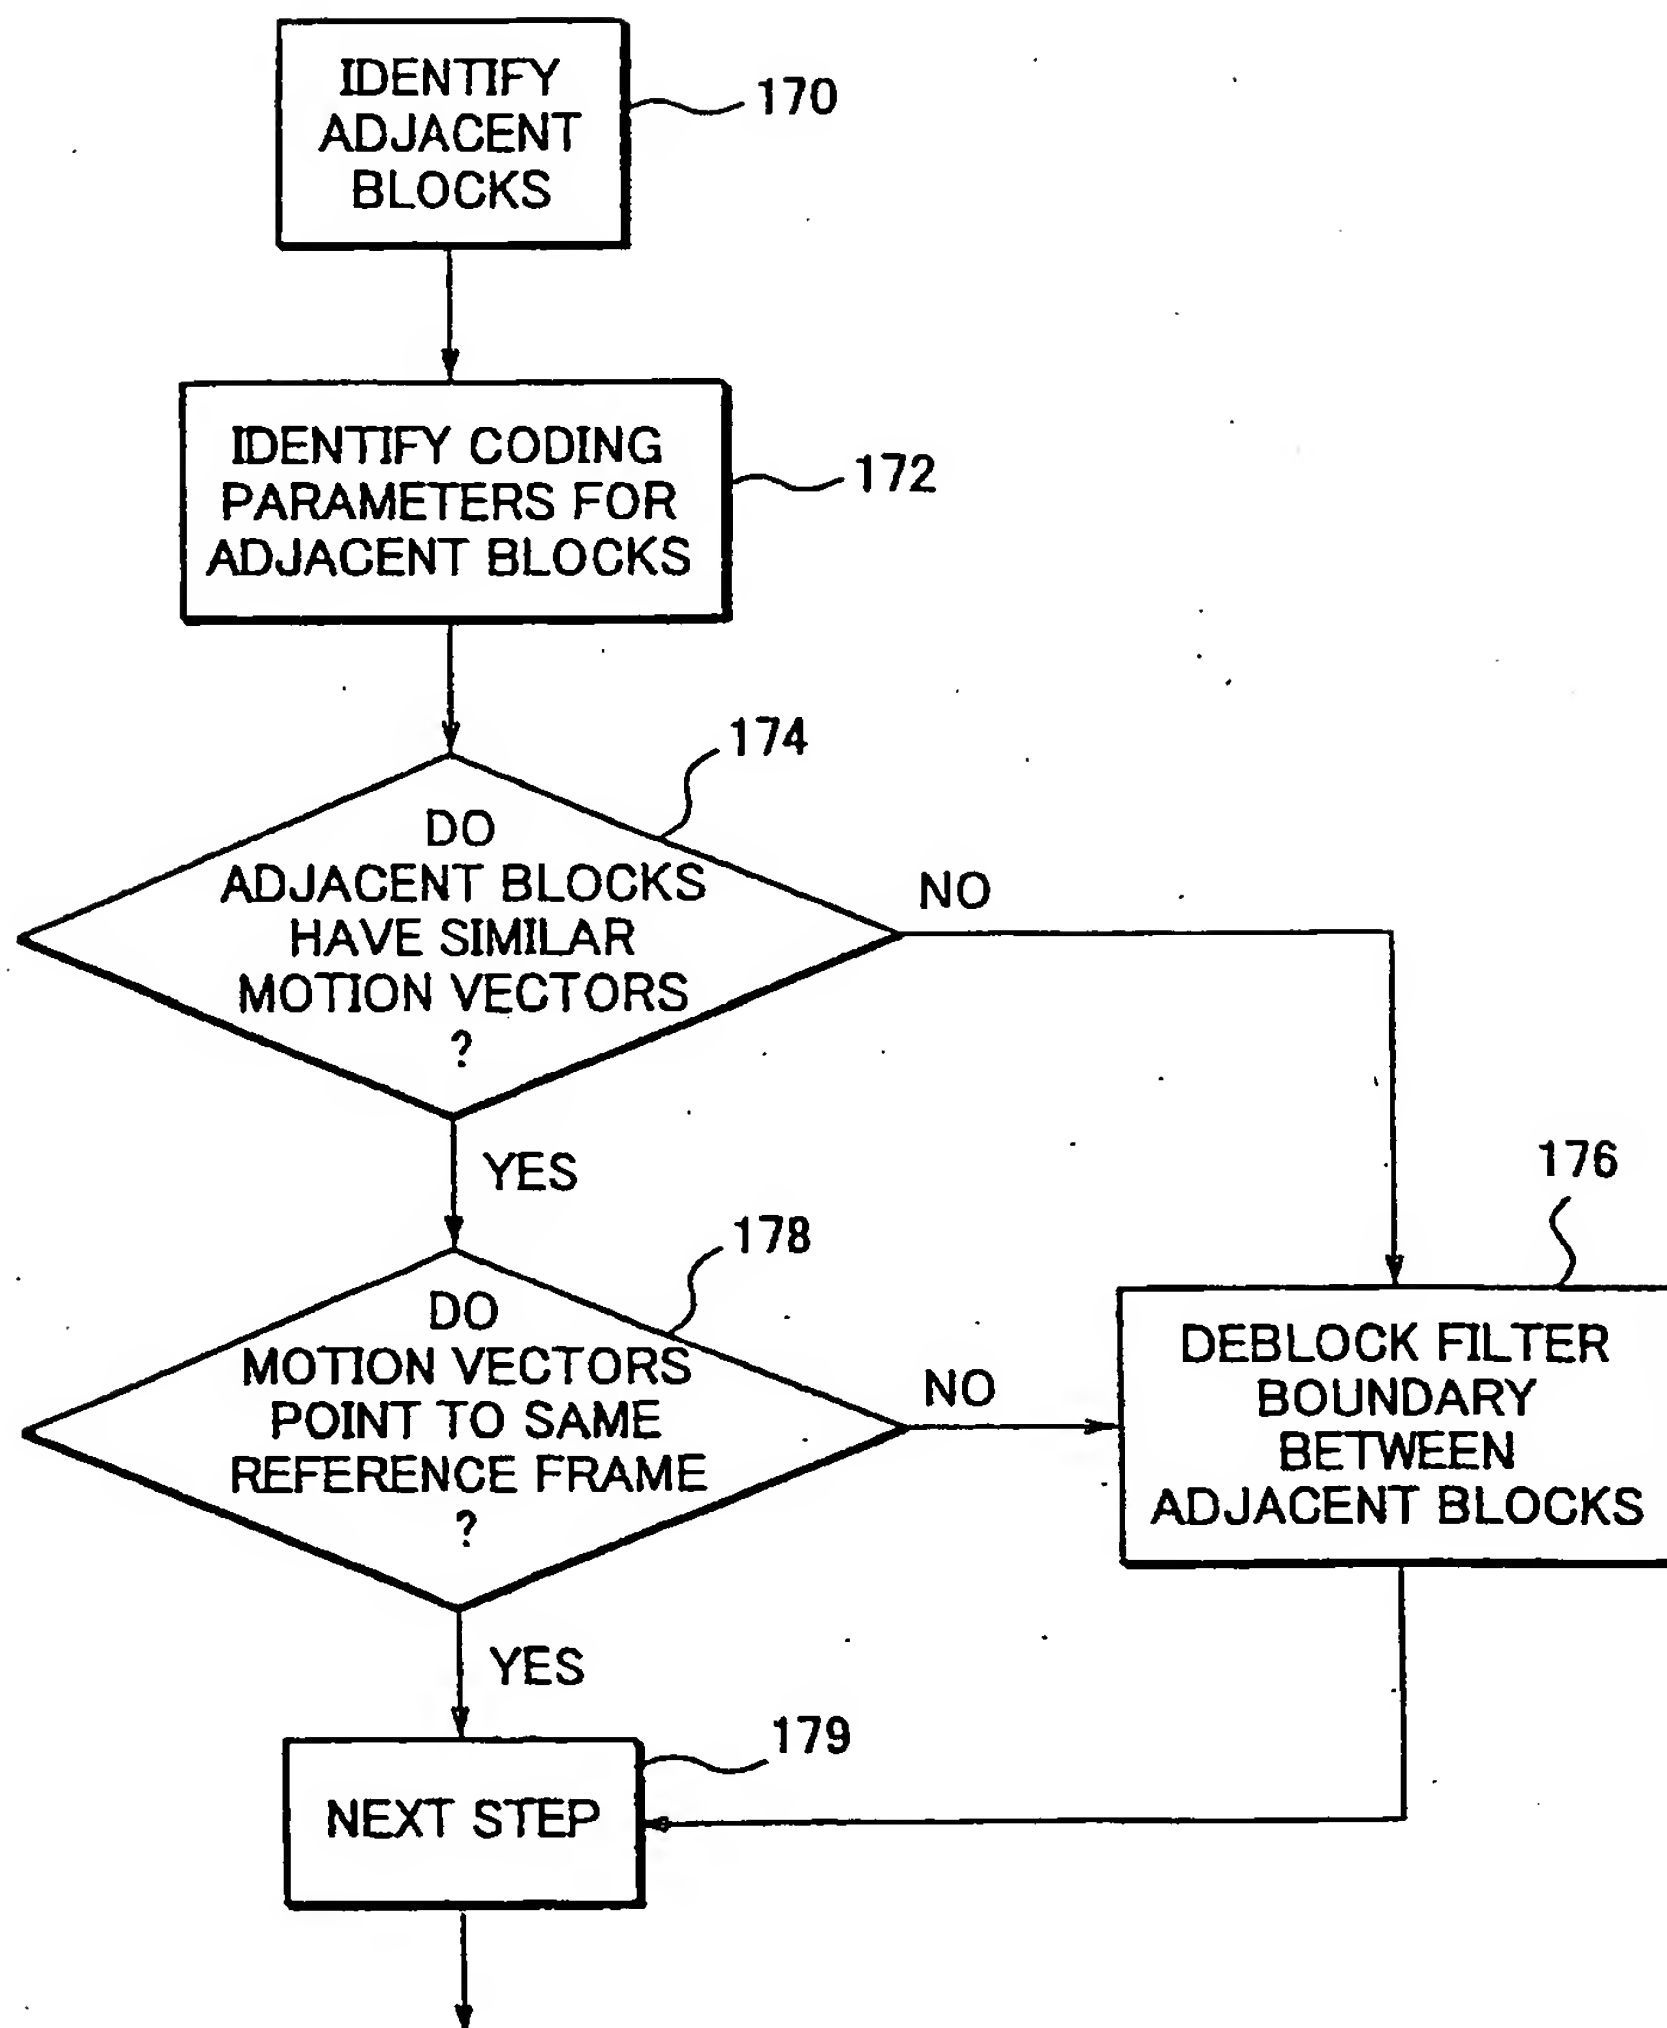 IDENTIFY
ADJACENT
BLOCKS
170
IDENTIFY CODING
PARAMETERS FOR
ADJACENT BLOCKS
172
174
DO
ADJACENT BLOCKS
HAVE SIMILAR
MOTION VECTORS
?
NO
YES
176
178
DO
MOTION VECTORS
POINT TO SAME
REFERENCE FRAME
?
NO
DEBLOCK FILTER
BOUNDARY
BETWEEN
ADJACENT BLOCKS
YES
179
NEXT STEP